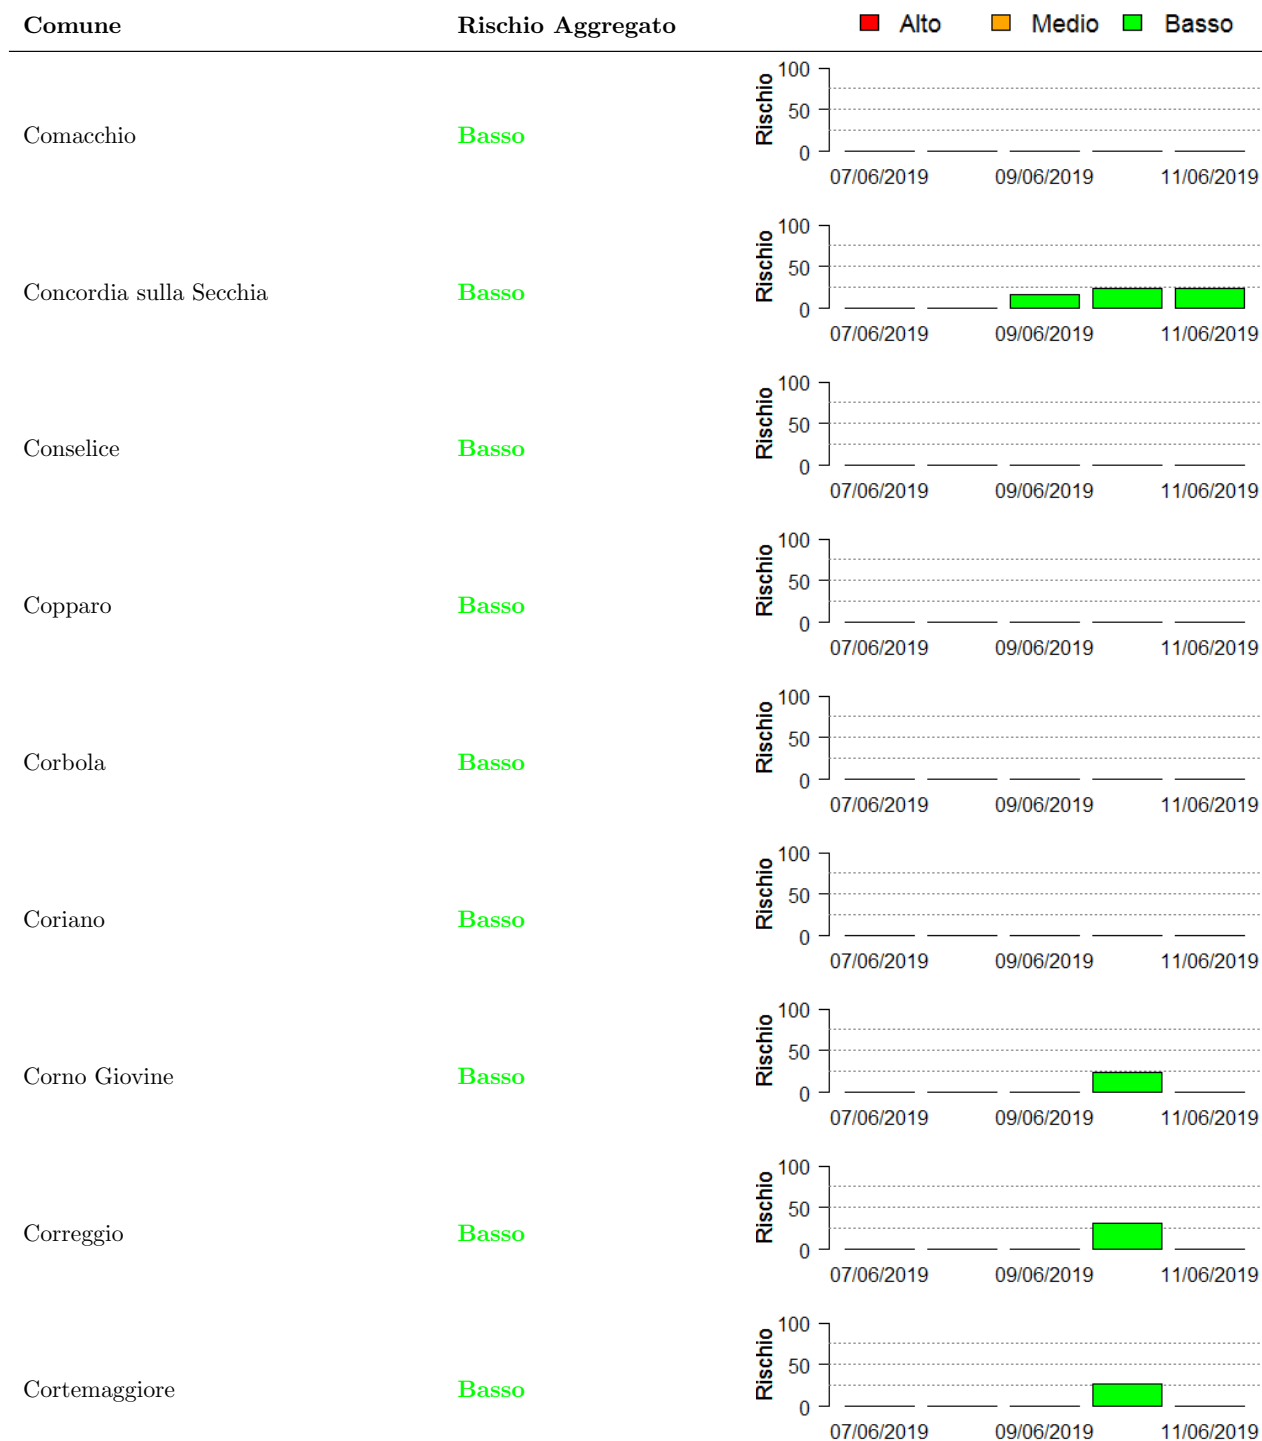 Comune Rischio Aggregato Alto Medio Basso
Comacchio Basso Rischio 100 50 0
07/06/2019 09/06/2019 11/06/2019
Concordia sulla Secchia Basso Rischio 100 50 0
07/06/2019 09/06/2019 11/06/2019
Conselice Basso Rischio 100 50 0
07/06/2019 09/06/2019 11/06/2019
Copparo Basso Rischio 100 50 0
07/06/2019 09/06/2019 11/06/2019
Corbola Basso Rischio 100 50 0
07/06/2019 09/06/2019 11/06/2019
Coriano Basso Rischio 100 50 0
07/06/2019 09/06/2019 11/06/2019
Corno Giovine Basso Rischio 100 50 0
07/06/2019 09/06/2019 11/06/2019
Correggio Basso Rischio 100 50 0
07/06/2019 09/06/2019 11/06/2019
Cortemaggiore Basso Rischio 100 50 0
07/06/2019 09/06/2019 11/06/2019